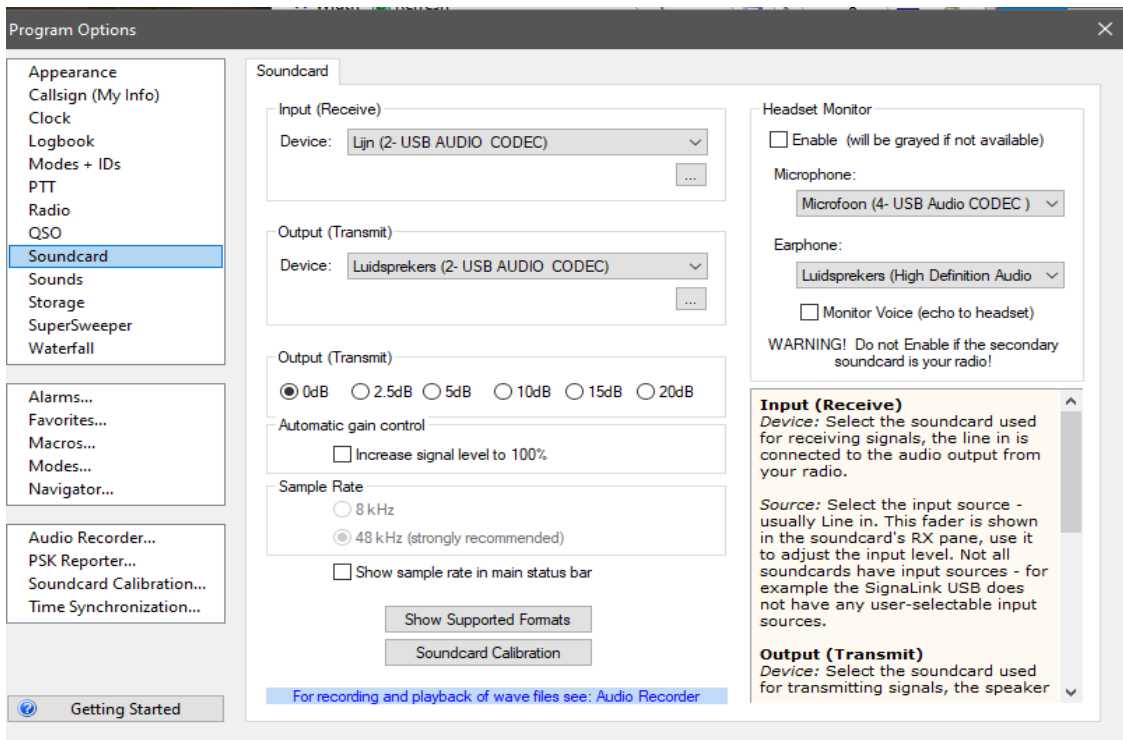 Program Options
Appearance
Callsign (My Info)
Clock
Logbook
Modes + IDs
PTT
Radio
QSO
Soundcard
Sounds
Storage
SuperSweeper
Waterfall
Alarms...
Favorites...
Macros...
Modes...
Navigator...
Audio Recorder...
PSK Reporter...
Soundcard Calibration...
Time Synchronization...
Getting Started
Soundcard
Input (Receive)
Device: Lijn (2- USB AUDIO CODEC)
...
Output (Transmit)
Device: Luidsprekers (2- USB AUDIO CODEC)
...
Output (Transmit)
0dB 2.5dB 5dB 10dB 15dB 20dB
Automatic gain control
Increase signal level to 100%
Sample Rate
8 kHz
48 kHz (strongly recommended)
Show sample rate in main status bar
Show Supported Formats
Soundcard Calibration
For recording and playback of wave files see: Audio Recorder
Headset Monitor
Enable (will be grayed if not available)
Microphone:
Microfoon (4- USB Audio CODEC )
Earphone:
Luidsprekers (High Definition Audio
Monitor Voice (echo to headset)
WARNING! Do not Enable if the secondary
soundcard is your radio!
Input (Receive)
Device: Select the soundcard used
for receiving signals, the line in is
connected to the audio output from
your radio.
Source: Select the input source -
usually Line in. This fader is shown
in the soundcard's RX pane, use it
to adjust the input level. Not all
soundcards have input sources - for
example the SignaLink USB does
not have any user-selectable input
sources.
Output (Transmit)
Device: Select the soundcard used
for transmitting signals, the speaker